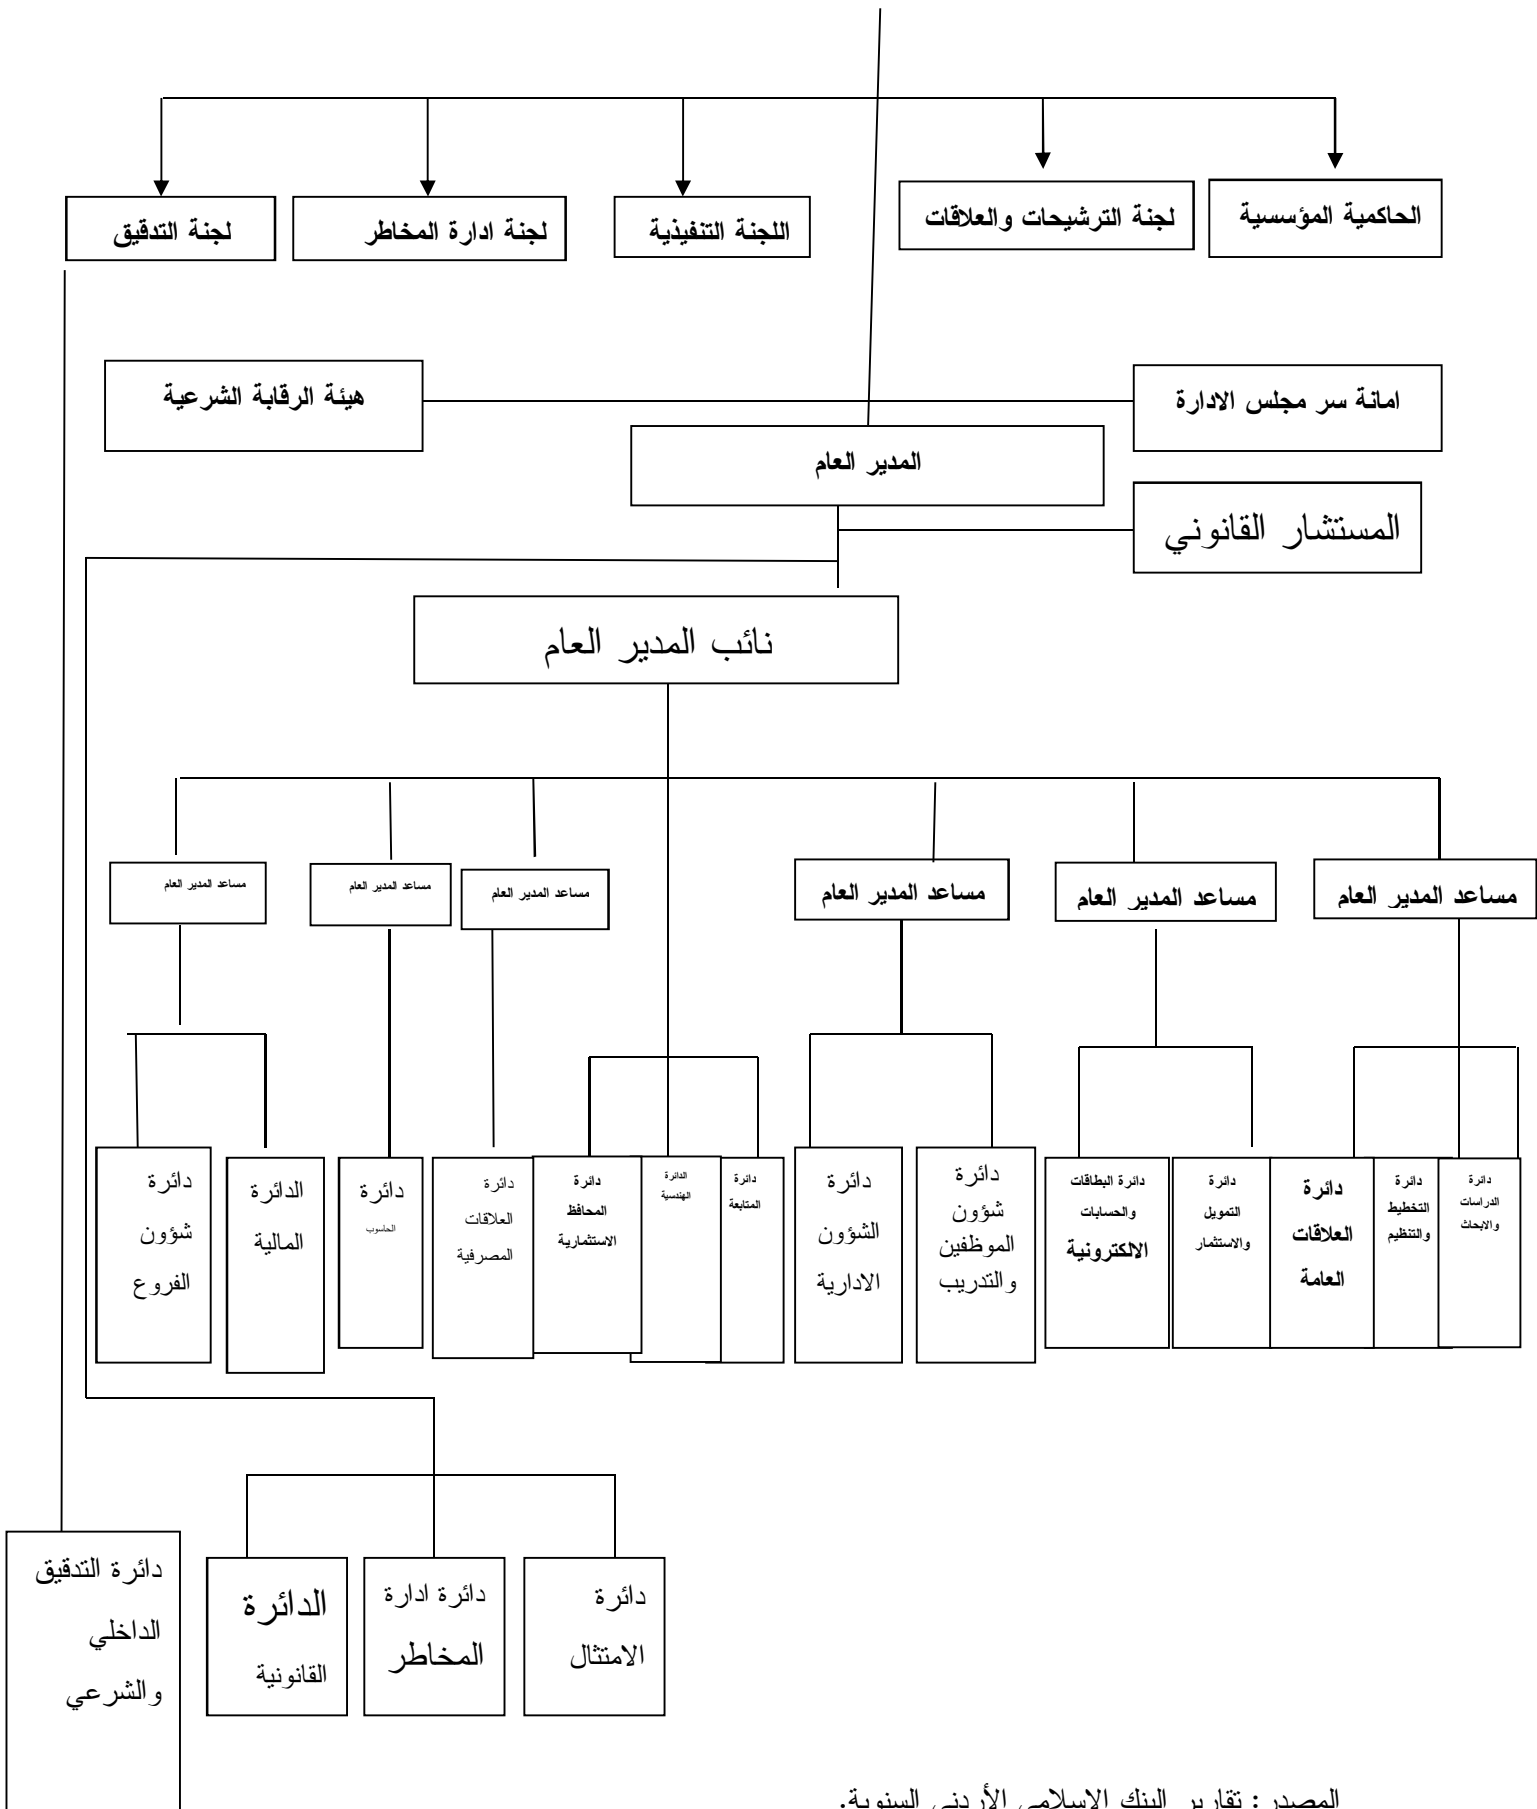 الحاكمية المؤسسية
لجنة الترشيحات والعلاقات
اللجنة التنفيذية
لجنة ادارة المخاطر
لجنة التدقيق
امانة سر مجلس الادارة
هيئة الرقابة الشرعية
المدير العام
المستشار القانوني
نائب المدير العام
مساعد المدير العام
مساعد المدير العام
مساعد المدير العام
مساعد المدير العام
مساعد المدير العام
مساعد المدير العام
دائرة
الدراسات
والابحاث
دائرة
التخطيط
والتنظيم
دائرة
العلاقات
العامة
دائرة
التمويل
والاستثمار
دائرة البطاقات
والحسابات
الالكترونية
دائرة
شؤون
الموظفين
والتدريب
دائرة
الشؤون
الادارية
دائرة
المتابعة
الدائرة
الهندسية
دائرة
المحافظ
الاستثمارية
دائرة
العلاقات
المصرفية
دائرة
الحاسوب
الدائرة
المالية
دائرة
شؤون
الفروع
دائرة
الامتثال
دائرة ادارة
المخاطر
الدائرة
القانونية
دائرة التدقيق
الداخلي
والشرعي
المصدر: تقارير البنك الاسلامي الأردني السنوية.